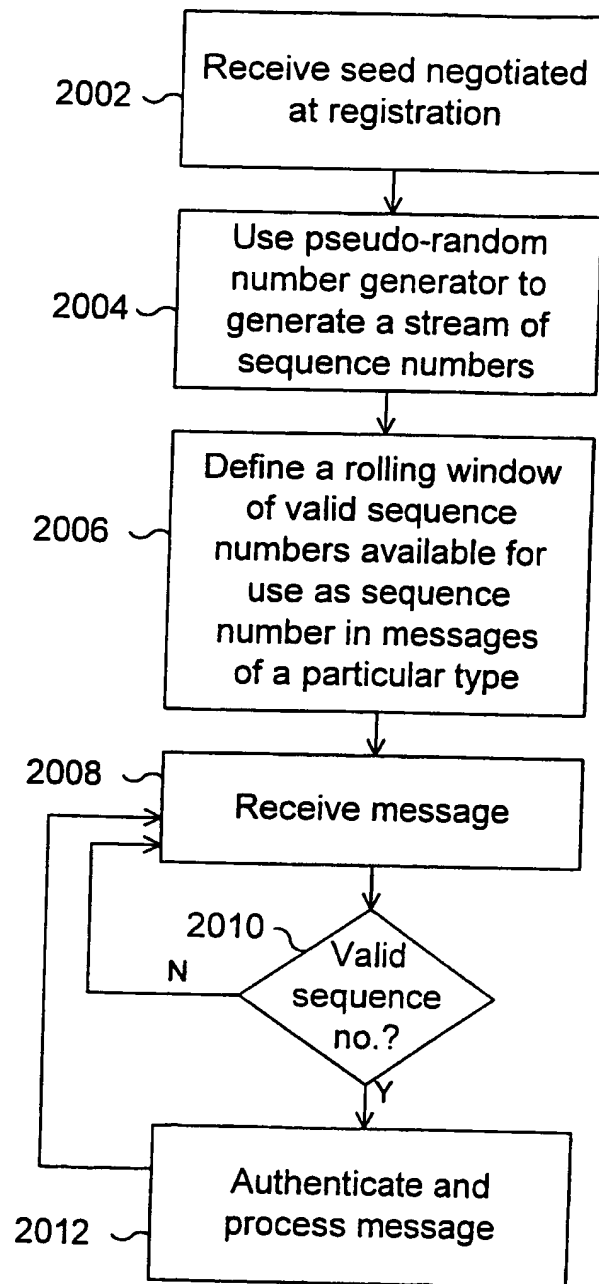 2002
Receive seed negotiated
at registration
2004
Use pseudo-random
number generator to
generate a stream of
sequence numbers
2006
Define a rolling window
of valid sequence
numbers available for
use as sequence
number in messages
of a particular type
2008
Receive message
2010
Valid
sequence
no.?
N
Y
2012
Authenticate and
process message